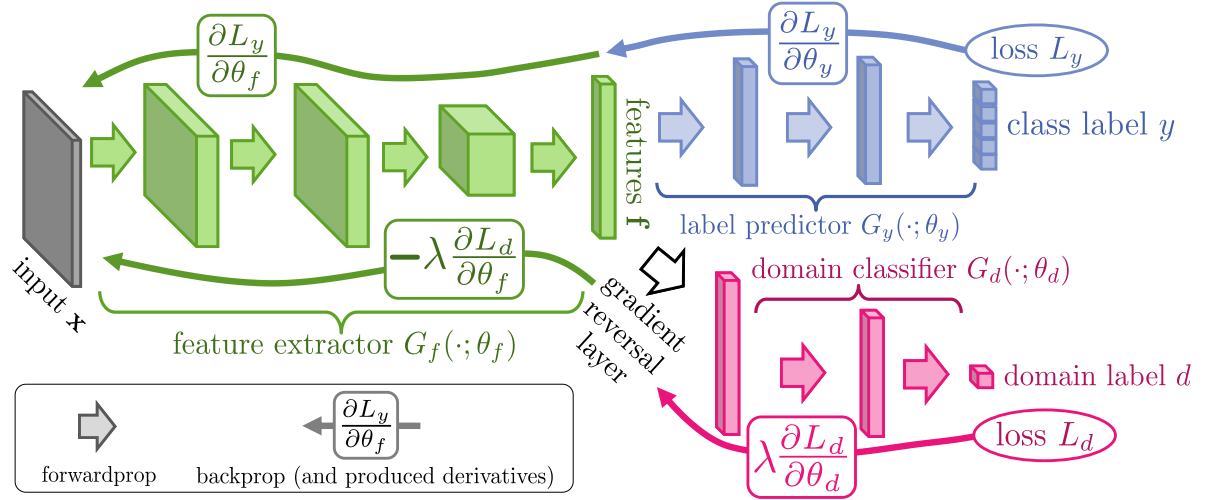 ∂L_y/∂θ_f
∂L_y/∂θ_y
loss L_y
class label y
features f
label predictor G_y(·;θ_y)
input x
−λ ∂L_d/∂θ_f
feature extractor G_f(·;θ_f)
gradient
reversal
layer
domain classifier G_d(·;θ_d)
domain label d
loss L_d
λ ∂L_d/∂θ_d
forwardprop
∂L_y/∂θ_f
backprop (and produced derivatives)